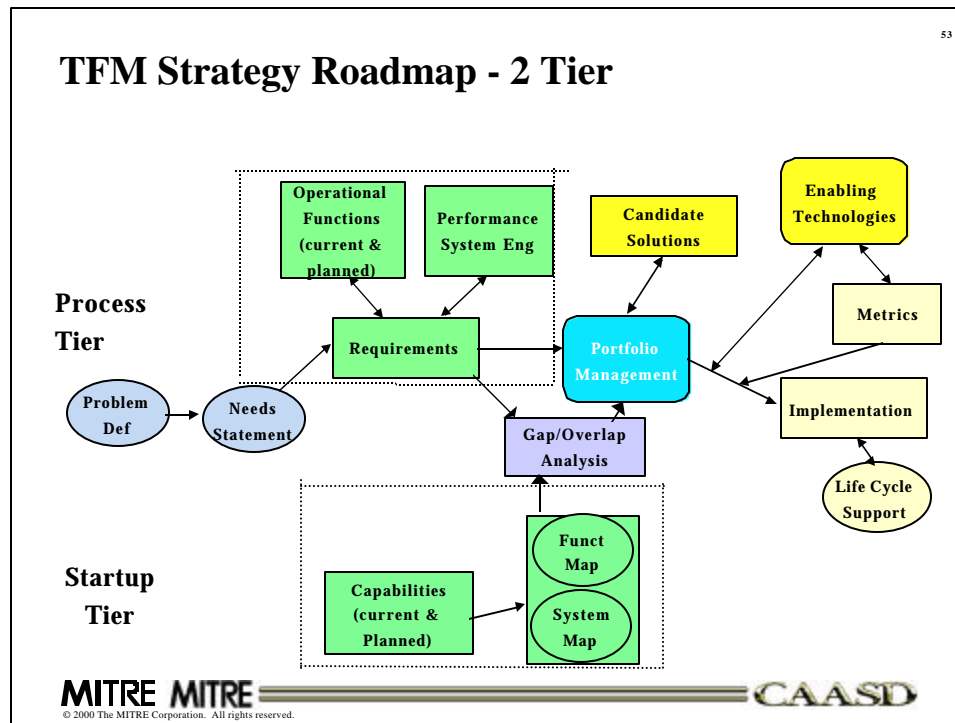 53
TFM Strategy Roadmap - 2 Tier
Operational
Functions
(current &
planned)
Performance
System Eng
Candidate
Solutions
Enabling
Technologies
Process
Tier
Metrics
Requirements
Portfolio
Management
Problem
Def
Needs
Statement
Implementation
Gap/Overlap
Analysis
Life Cycle
Support
Funct
Map
Startup
Tier
Capabilities
(current &
Planned)
System
Map
MITRE MITRE CAASD
© 2000 The MITRE Corporation. All rights reserved.